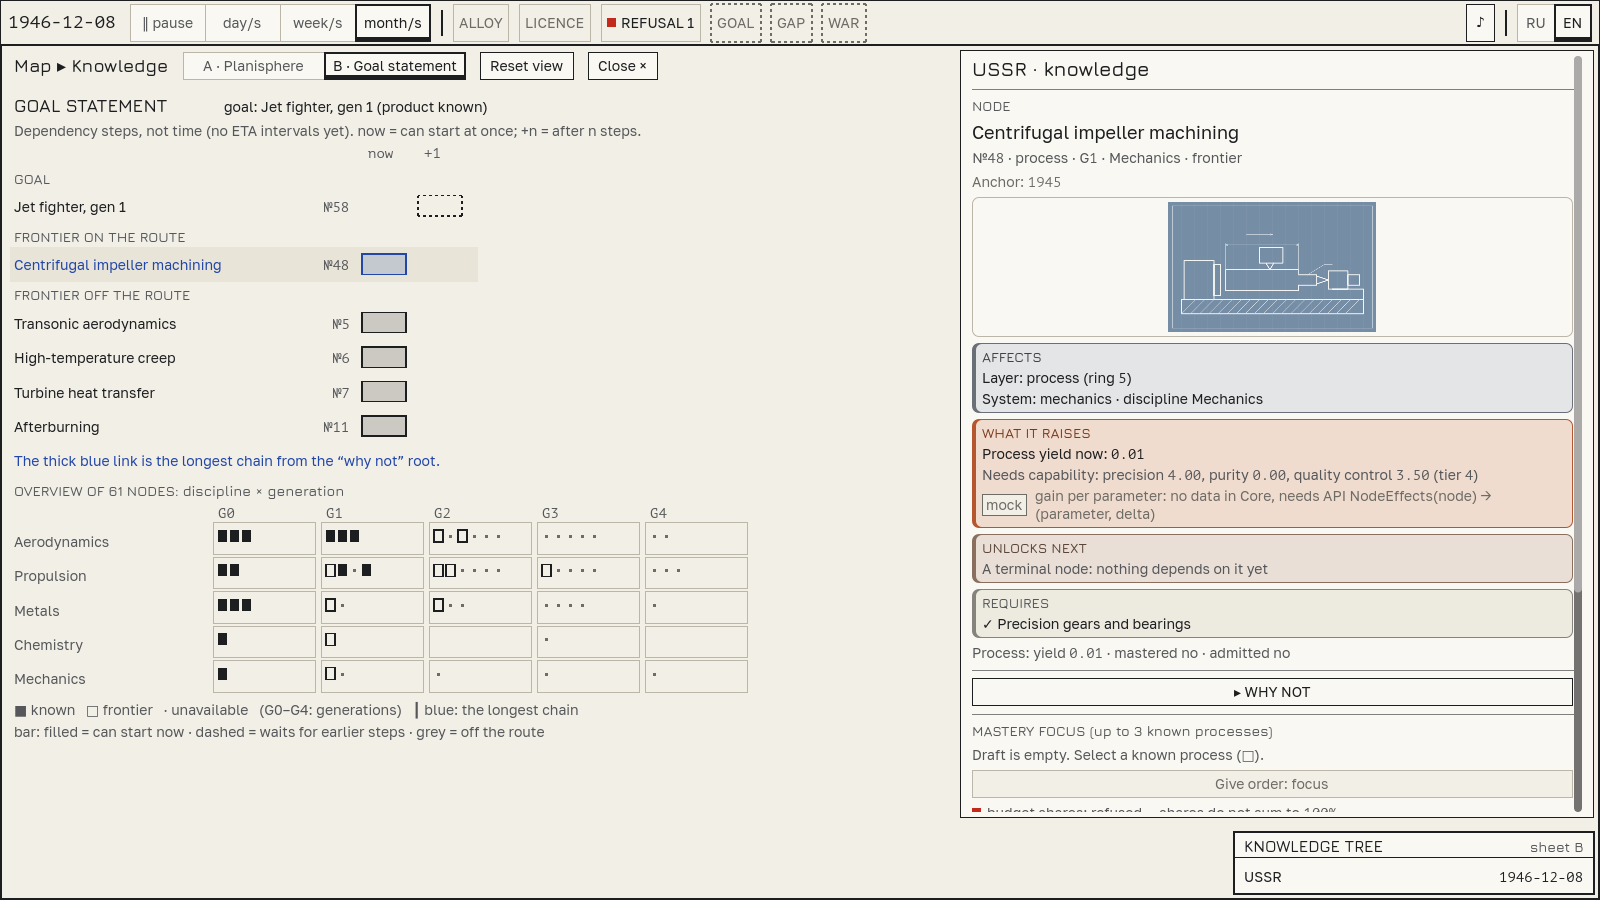 1946-12-08 ‖ pause day/s week/s month/s ALLOY LICENCE REFUSAL 1 GOAL GAP WAR ♪ RU EN
Map ▸ Knowledge A · Planisphere B · Goal statement Reset view Close ×
GOAL STATEMENT goal: Jet fighter, gen 1 (product known)
Dependency steps, not time (no ETA intervals yet). now = can start at once; +n = after n steps.
now +1
GOAL
Jet fighter, gen 1 №58
FRONTIER ON THE ROUTE
Centrifugal impeller machining №48
FRONTIER OFF THE ROUTE
Transonic aerodynamics №5
High-temperature creep №6
Turbine heat transfer №7
Afterburning №11
The thick blue link is the longest chain from the “why not” root.
OVERVIEW OF 61 NODES: discipline × generation
G0 G1 G2 G3 G4
Aerodynamics
Propulsion
Metals
Chemistry
Mechanics
■ known □ frontier · unavailable (G0–G4: generations) ┃ blue: the longest chain
bar: filled = can start now · dashed = waits for earlier steps · grey = off the route
USSR · knowledge
NODE
Centrifugal impeller machining
№48 · process · G1 · Mechanics · frontier
Anchor: 1945
AFFECTS
Layer: process (ring 5)
System: mechanics · discipline Mechanics
WHAT IT RAISES
Process yield now: 0.01
Needs capability: precision 4.00, purity 0.00, quality control 3.50 (tier 4)
mock gain per parameter: no data in Core, needs API NodeEffects(node) →
(parameter, delta)
UNLOCKS NEXT
A terminal node: nothing depends on it yet
REQUIRES
✓ Precision gears and bearings
Process: yield 0.01 · mastered no · admitted no
▸ WHY NOT
MASTERY FOCUS (up to 3 known processes)
Draft is empty. Select a known process (□).
Give order: focus
budget shares: refused — shares do not sum to 100%
KNOWLEDGE TREE sheet B
USSR 1946-12-08